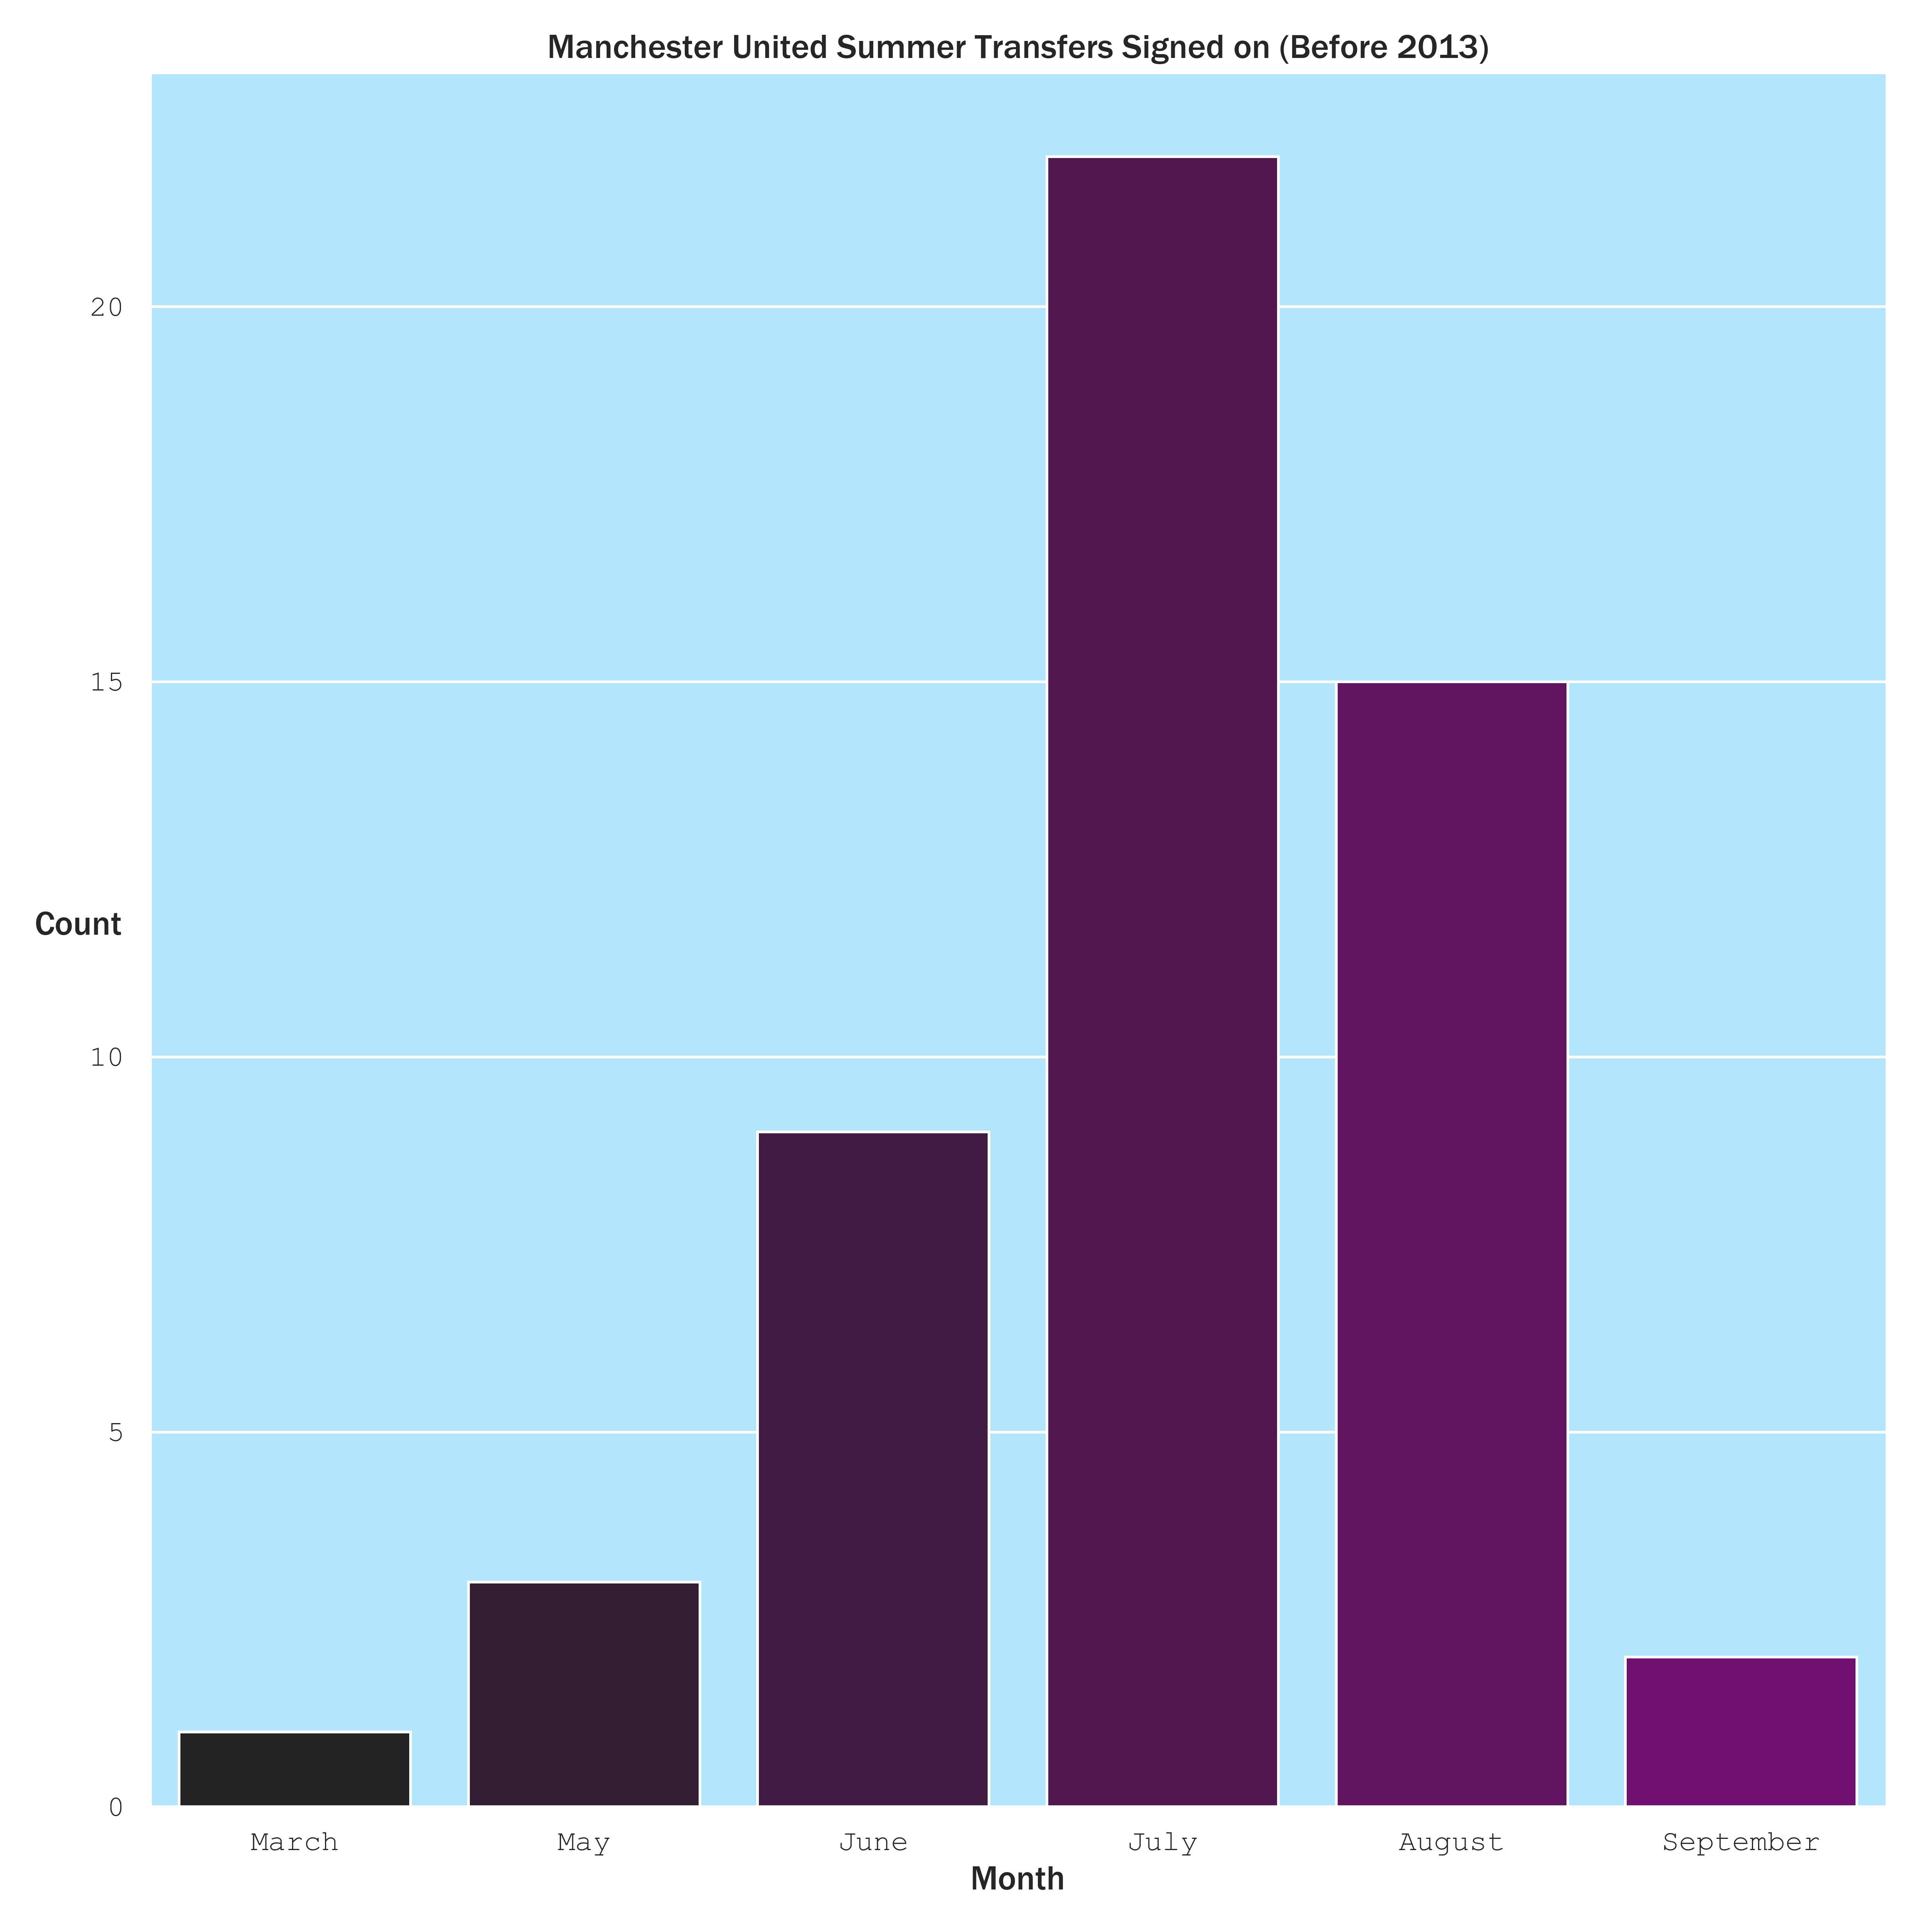 Manchester United Summer Transfers Signed on (Before 2013)
20
15
Count
10
5
0
March May June July August September
Month